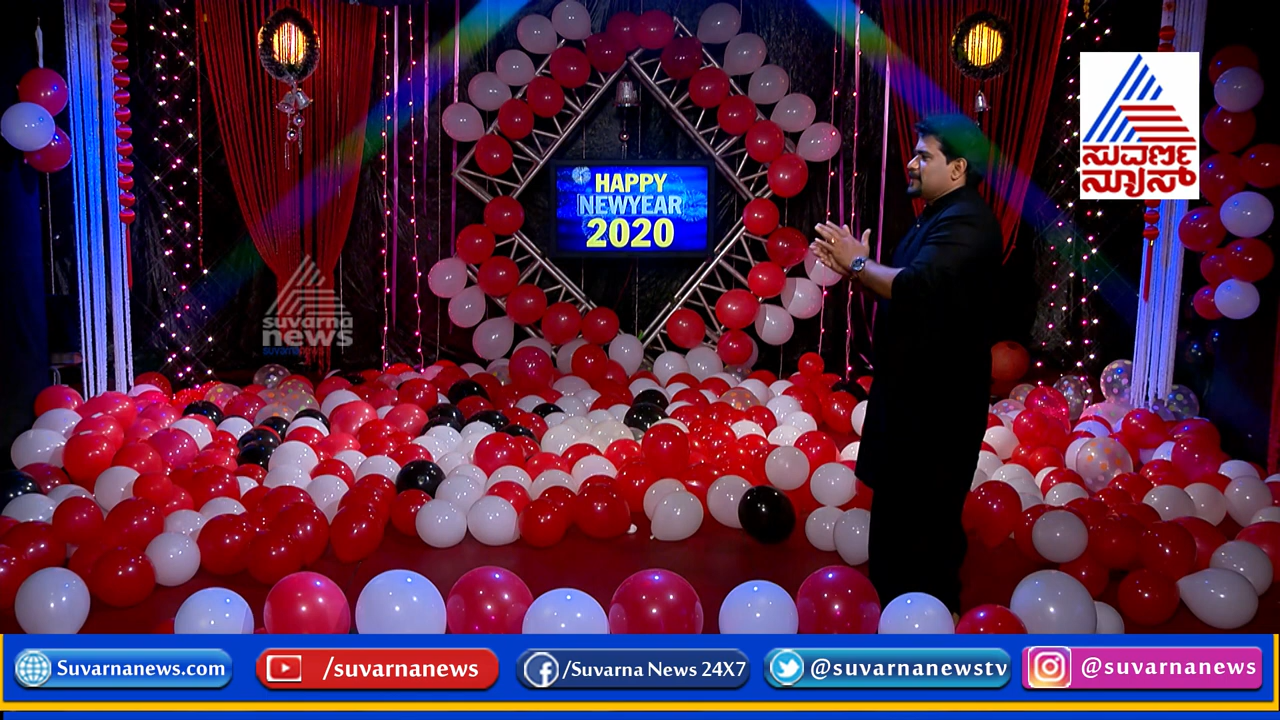 HAPPY
NEWYEAR
2020
ಸುವರ್ಣ
ನ್ಯೂಸ್
suvarna
news
Suvarnanews.com
/suvarnanews
/Suvarna News 24X7
@suvarnanewstv
@suvarnanews